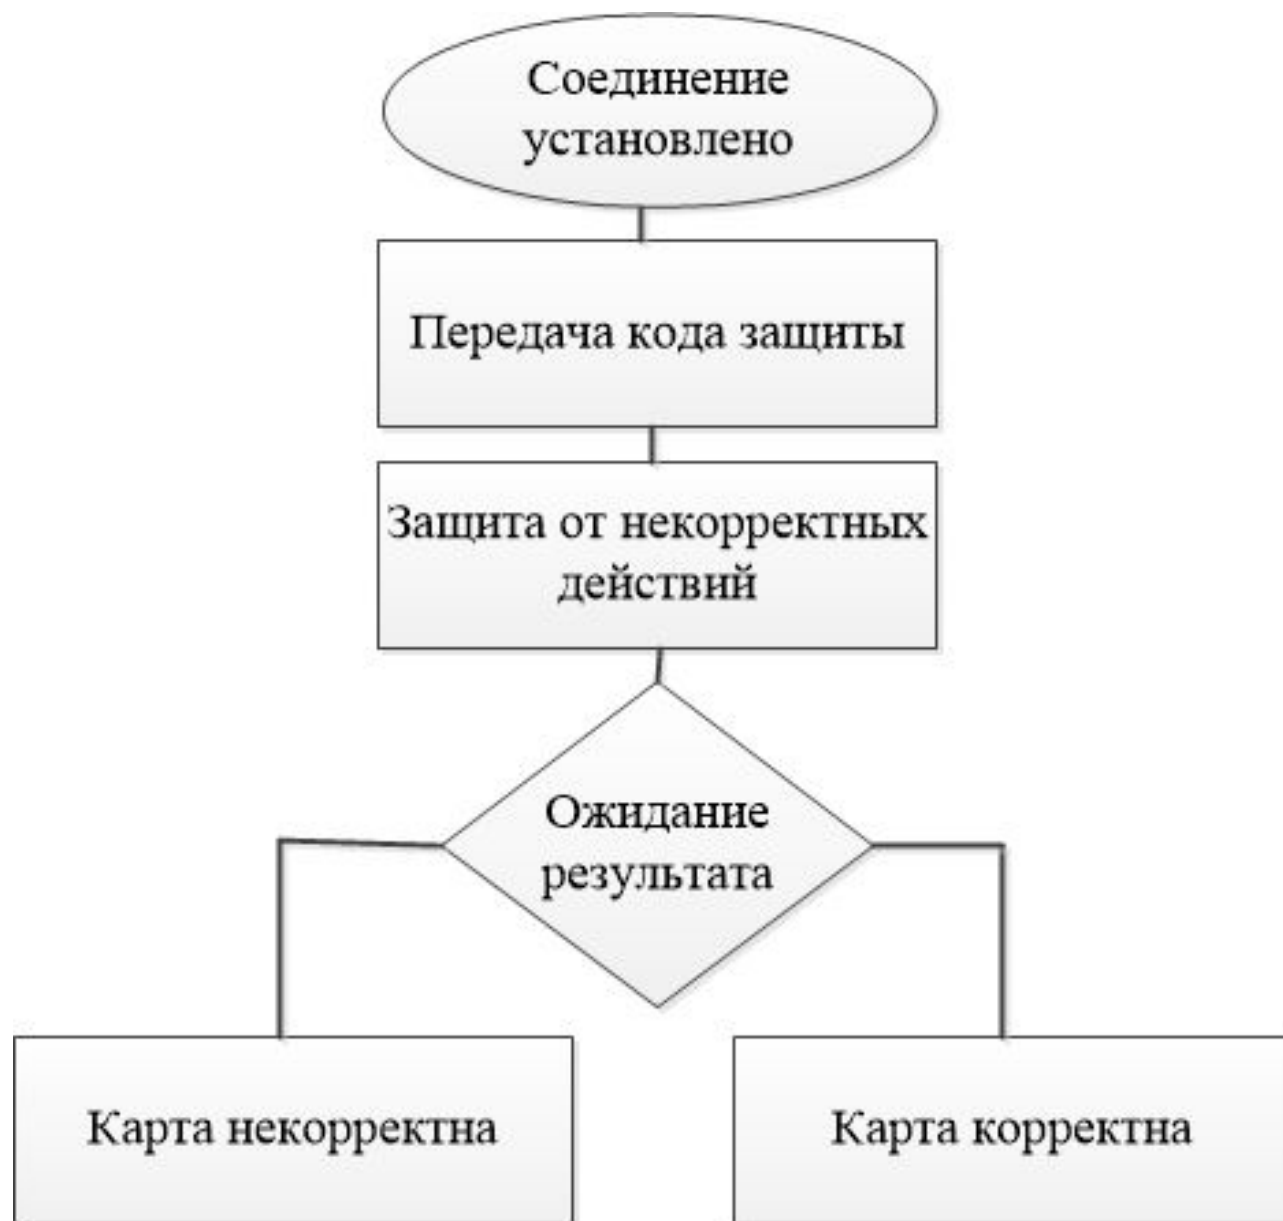 Соединение
установлено
Передача кода защиты
Защита от некорректных
действий
Ожидание
результата
Карта некорректна
Карта корректна